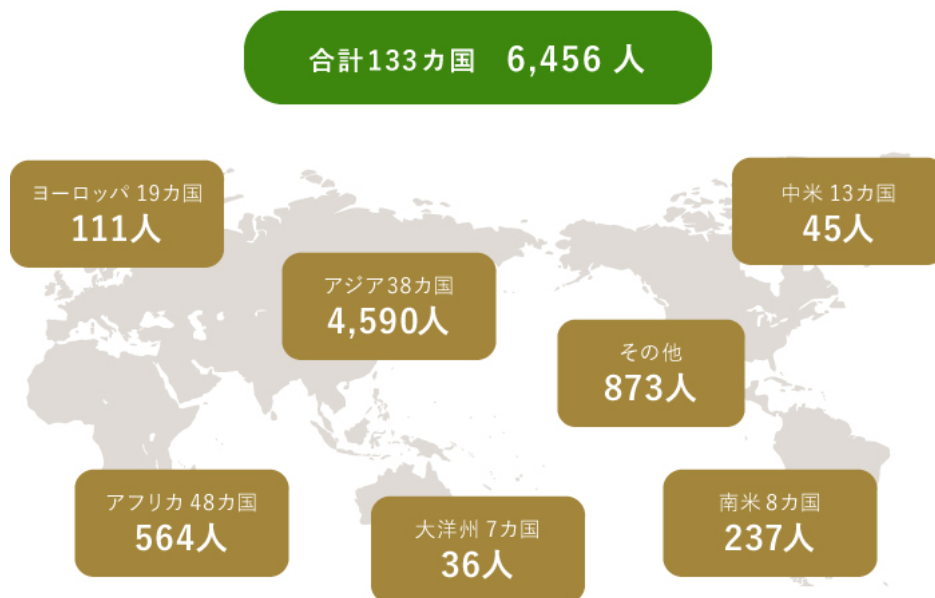 合計133カ国 6,456 人
ヨーロッパ 19カ国
111人
中米 13カ国
45人
アジア38カ国
4,590人
その他
873人
アフリカ 48カ国
564人
大洋州 7カ国
36人
南米 8カ国
237人